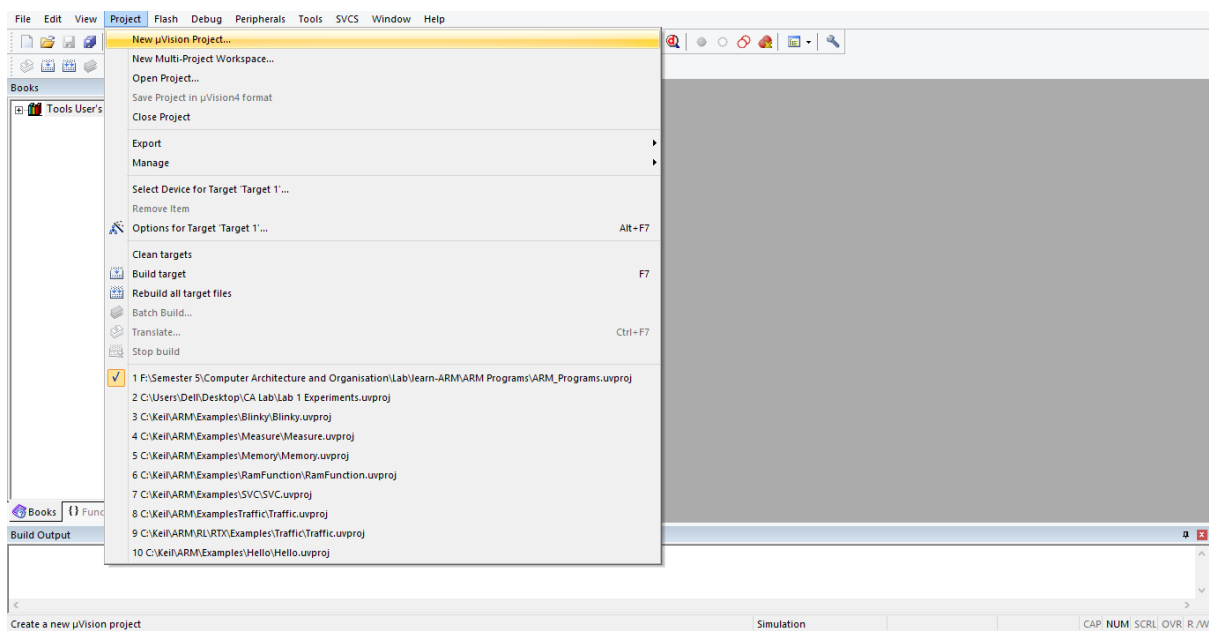 File Edit View Project Flash Debug Peripherals Tools SVCS Window Help
New µVision Project...
New Multi-Project Workspace...
Open Project...
Save Project in µVision4 format
Close Project
Export
Manage
Select Device for Target 'Target 1'...
Remove Item
Options for Target 'Target 1'... Alt+F7
Clean targets
Build target F7
Rebuild all target files
Batch Build...
Translate... Ctrl+F7
Stop build
1 F:\Semester 5\Computer Architecture and Organisation\Lab\learn-ARM\ARM Programs\ARM_Programs.uvproj
2 C:\Users\Dell\Desktop\CA Lab\Lab 1 Experiments.uvproj
3 C:\Keil\ARM\Examples\Blinky\Blinky.uvproj
4 C:\Keil\ARM\Examples\Measure\Measure.uvproj
5 C:\Keil\ARM\Examples\Memory\Memory.uvproj
6 C:\Keil\ARM\Examples\RamFunction\RamFunction.uvproj
7 C:\Keil\ARM\Examples\SVC\SVC.uvproj
8 C:\Keil\ARM\ExamplesTraffic\Traffic.uvproj
9 C:\Keil\ARM\RL\RTX\Examples\Traffic\Traffic.uvproj
10 C:\Keil\ARM\Examples\Hello\Hello.uvproj
Books
Tools User's
Books {} Func
Build Output
Create a new µVision project Simulation CAP NUM SCRL OVR R/W